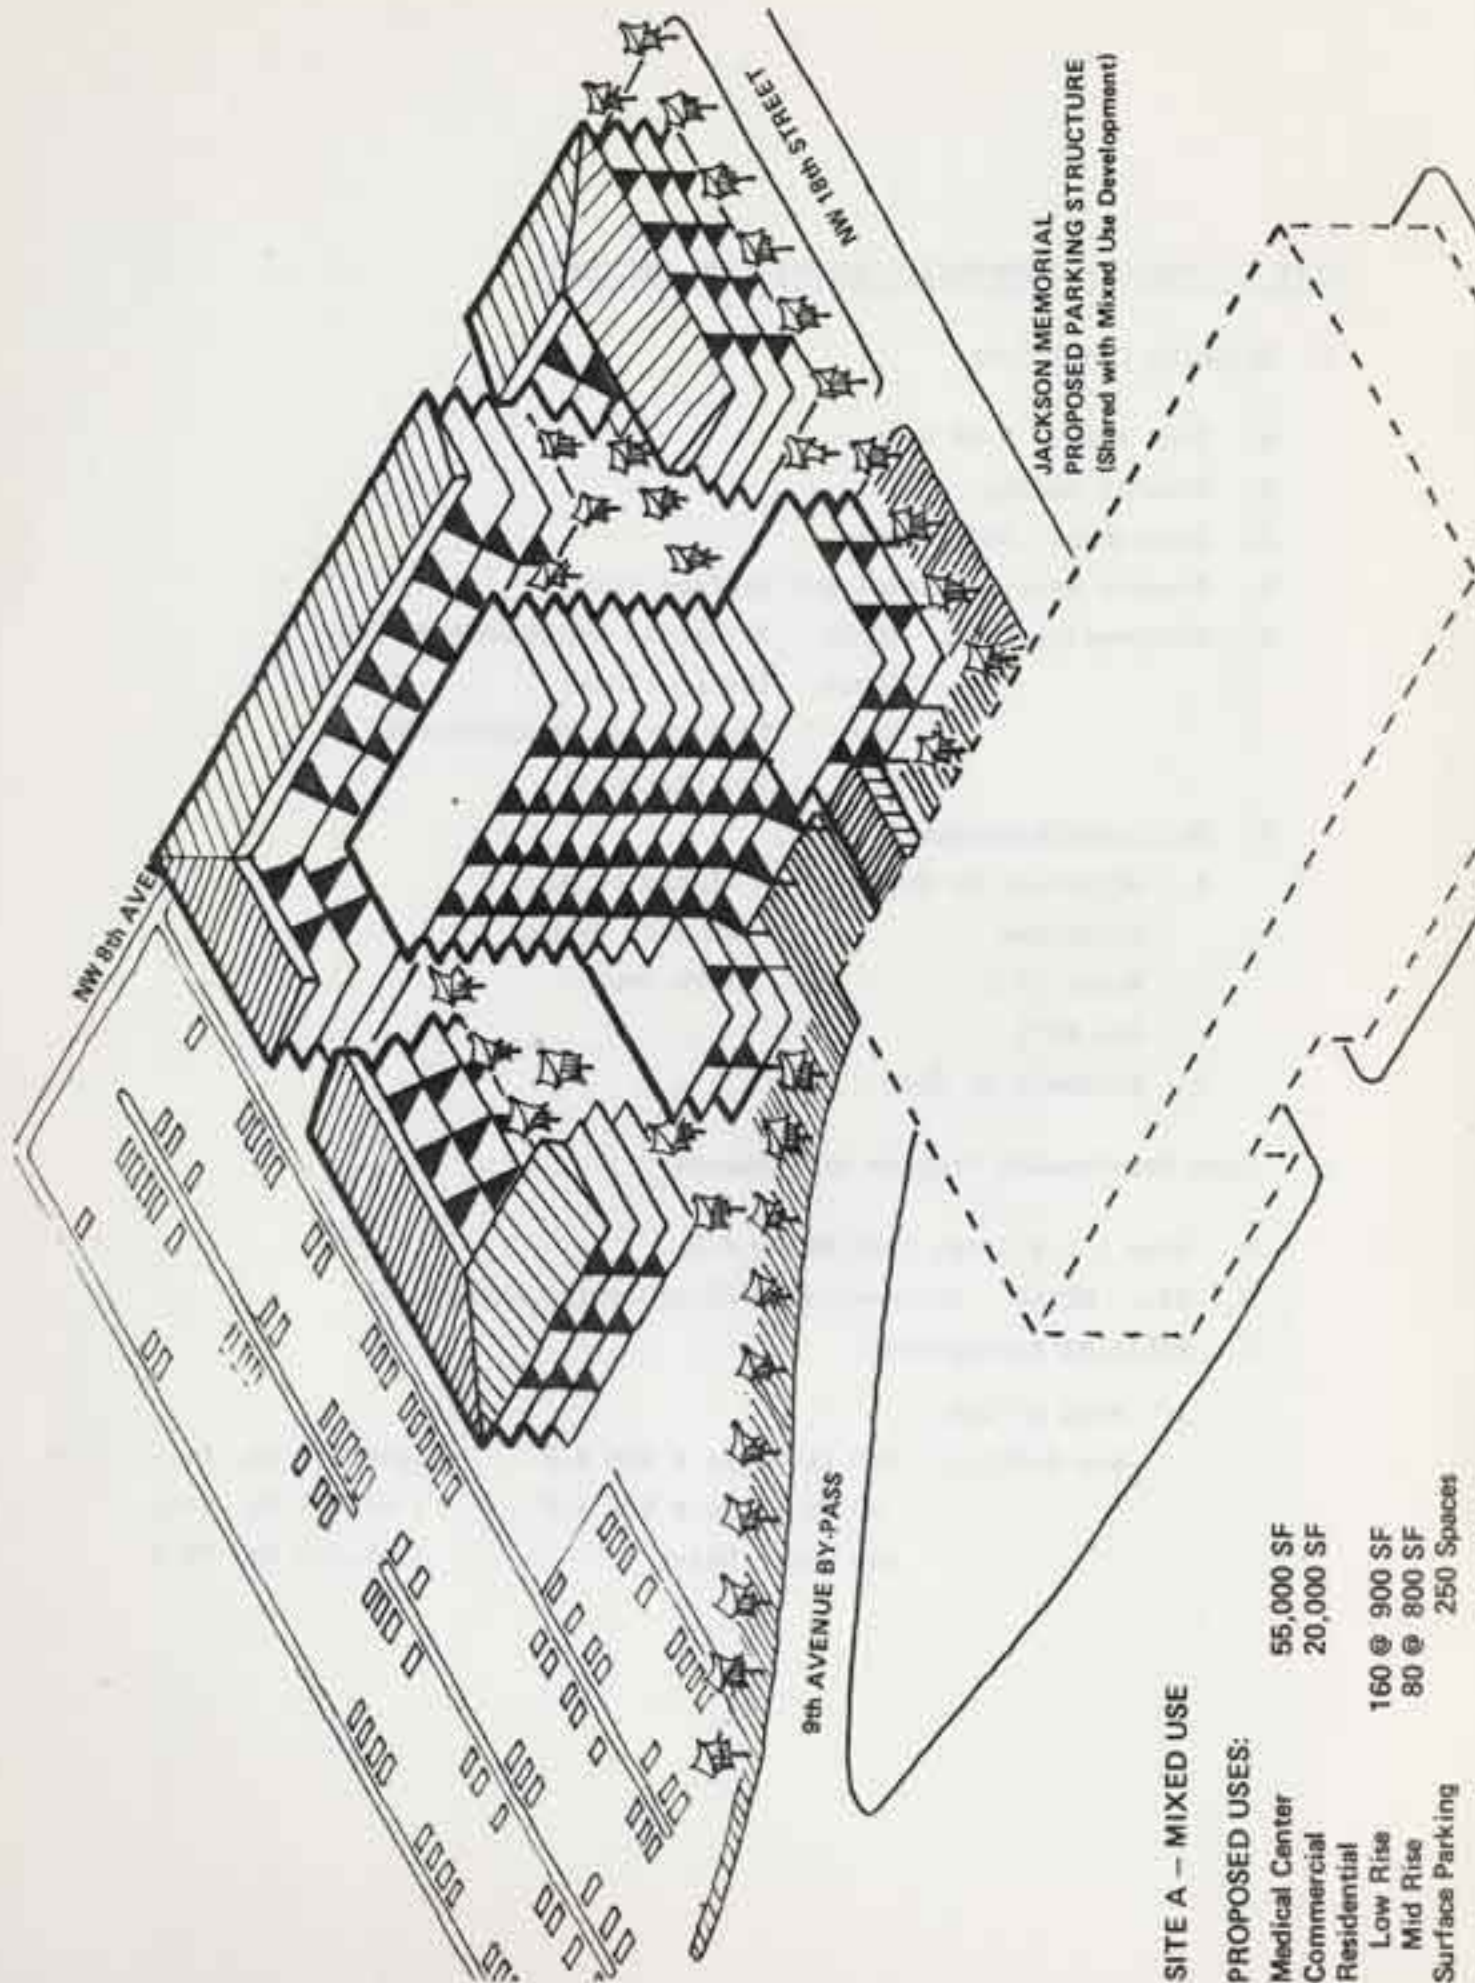 NW 8th AVE
NW 18th STREET
JACKSON MEMORIAL
PROPOSED PARKING STRUCTURE
(Shared with Mixed Use Development)
9th AVENUE BY-PASS
SITE A – MIXED USE
PROPOSED USES:
Medical Center 55,000 SF
Commercial 20,000 SF
Residential
Low Rise 160 @ 900 SF
Mid Rise 80 @ 800 SF
Surface Parking 250 Spaces